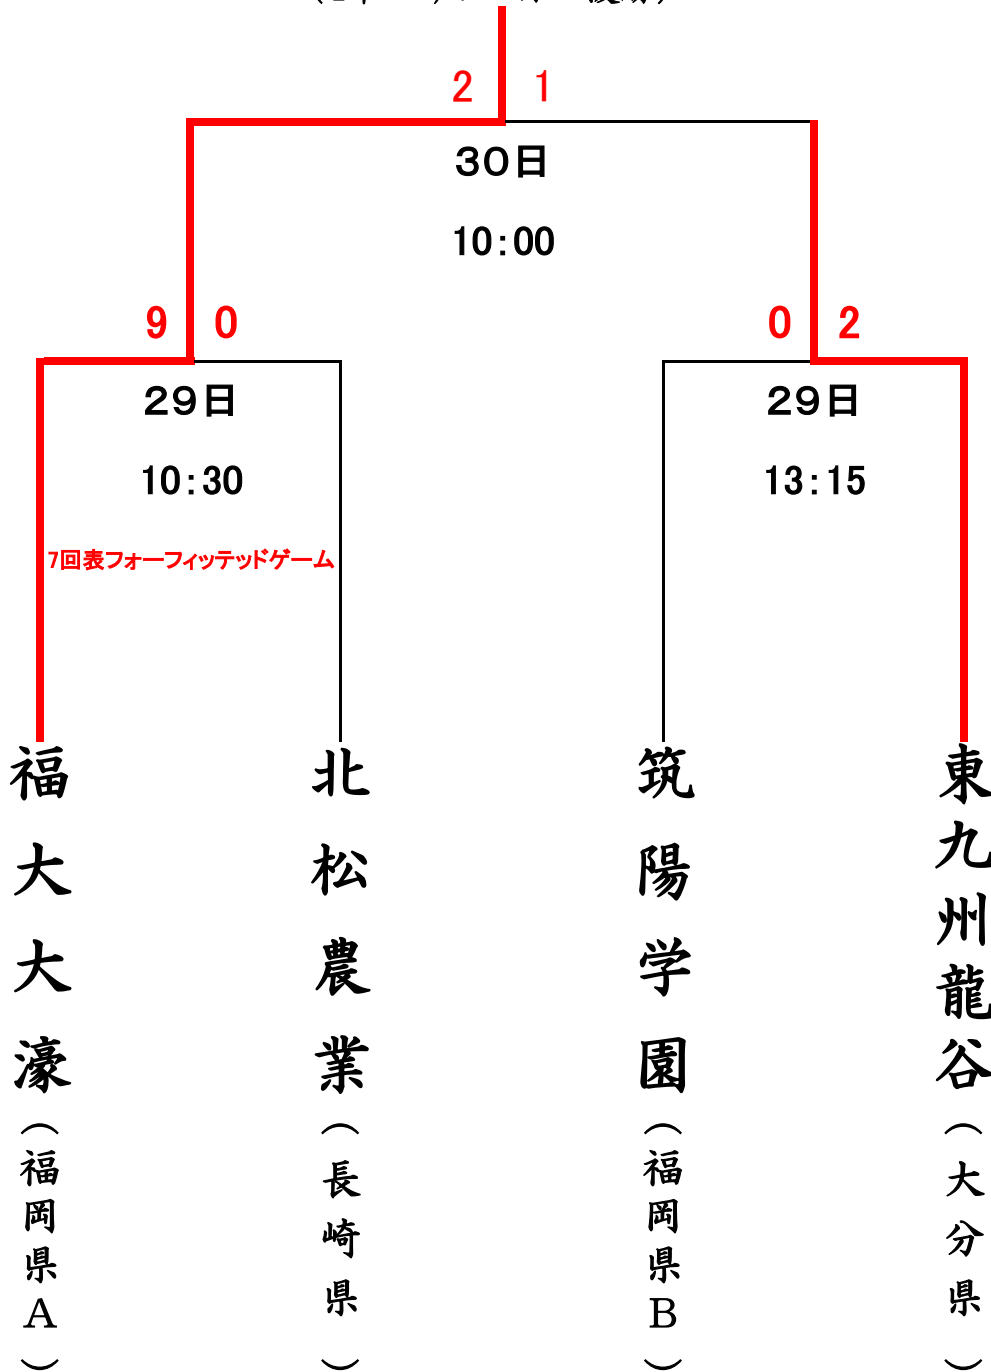 2 1
30日
10:00
9 0
0 2
29日
29日
10:30
13:15
7回表フォーフィッテッドゲーム
福大大濠(福岡県A)
北松農業(長崎県)
筑陽学園(福岡県B)
東九州龍谷(大分県)